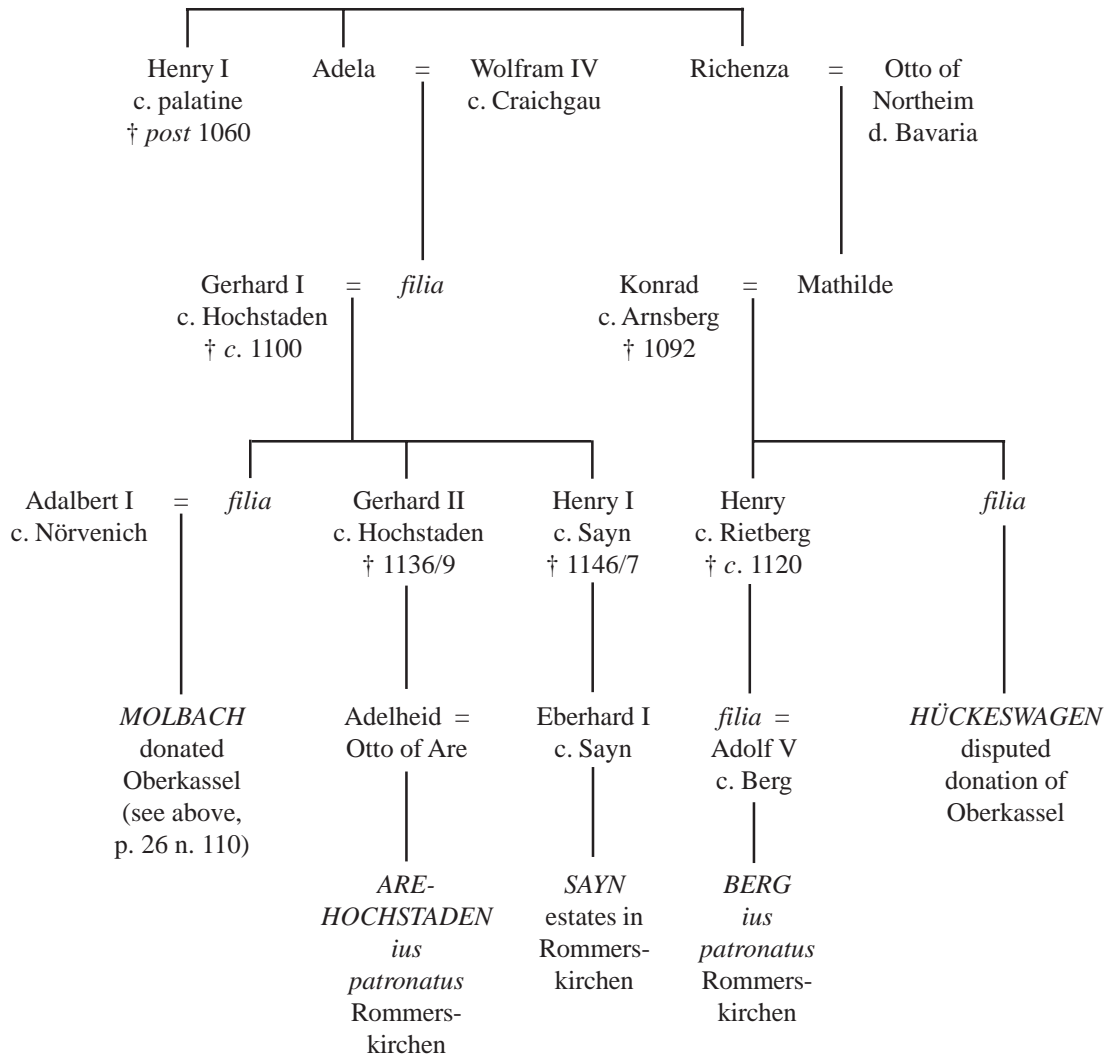 Henry I
c. palatine
† post 1060
Adela
=
Wolfram IV
c. Craichgau
Richenza
=
Otto of
Northeim
d. Bavaria
Gerhard I
c. Hochstaden
† c. 1100
=
filia
Konrad
c. Arnsberg
† 1092
=
Mathilde
Adalbert I
c. Nörvenich
=
filia
Gerhard II
c. Hochstaden
† 1136/9
Henry I
c. Sayn
† 1146/7
Henry
c. Rietberg
† c. 1120
filia
MOLBACH
donated
Oberkassel
(see above,
p. 26 n. 110)
Adelheid =
Otto of Are
Eberhard I
c. Sayn
filia =
Adolf V
c. Berg
HÜCKESWAGEN
disputed
donation of
Oberkassel
ARE-
HOCHSTADEN
ius
patronatus
Rommers-
kirchen
SAYN
estates in
Rommers-
kirchen
BERG
ius
patronatus
Rommers-
kirchen